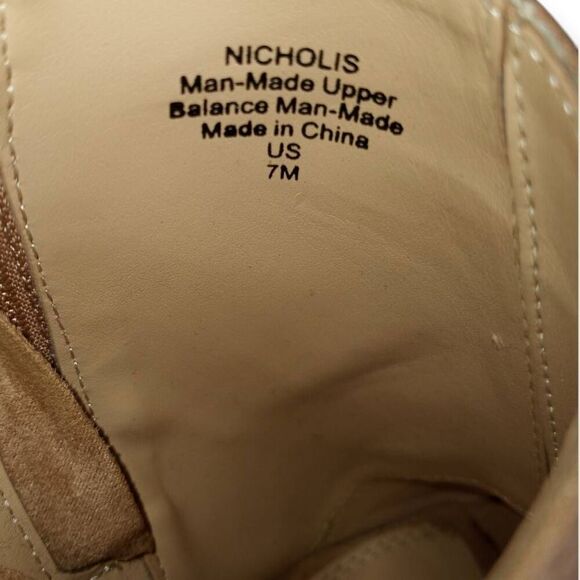 NICHOLIS
Man-Made Upper
Balance Man-Made
Made in China
US
7M